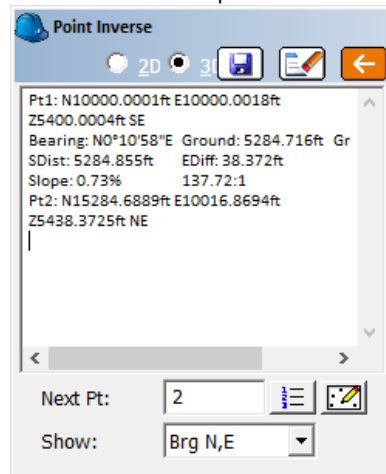 Point Inverse
2D 3D
Pt1: N10000.0001ft E10000.0018ft
Z5400.0004ft SE
Bearing: N0°10'58"E Ground: 5284.716ft Gr
SDist: 5284.855ft EDiff: 38.372ft
Slope: 0.73% 137.72:1
Pt2: N15284.6889ft E10016.8694ft
Z5438.3725ft NE
Next Pt: 2
Show: Brg N,E